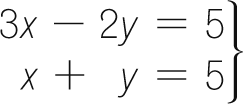 3x − 2y = 5
x + y = 5